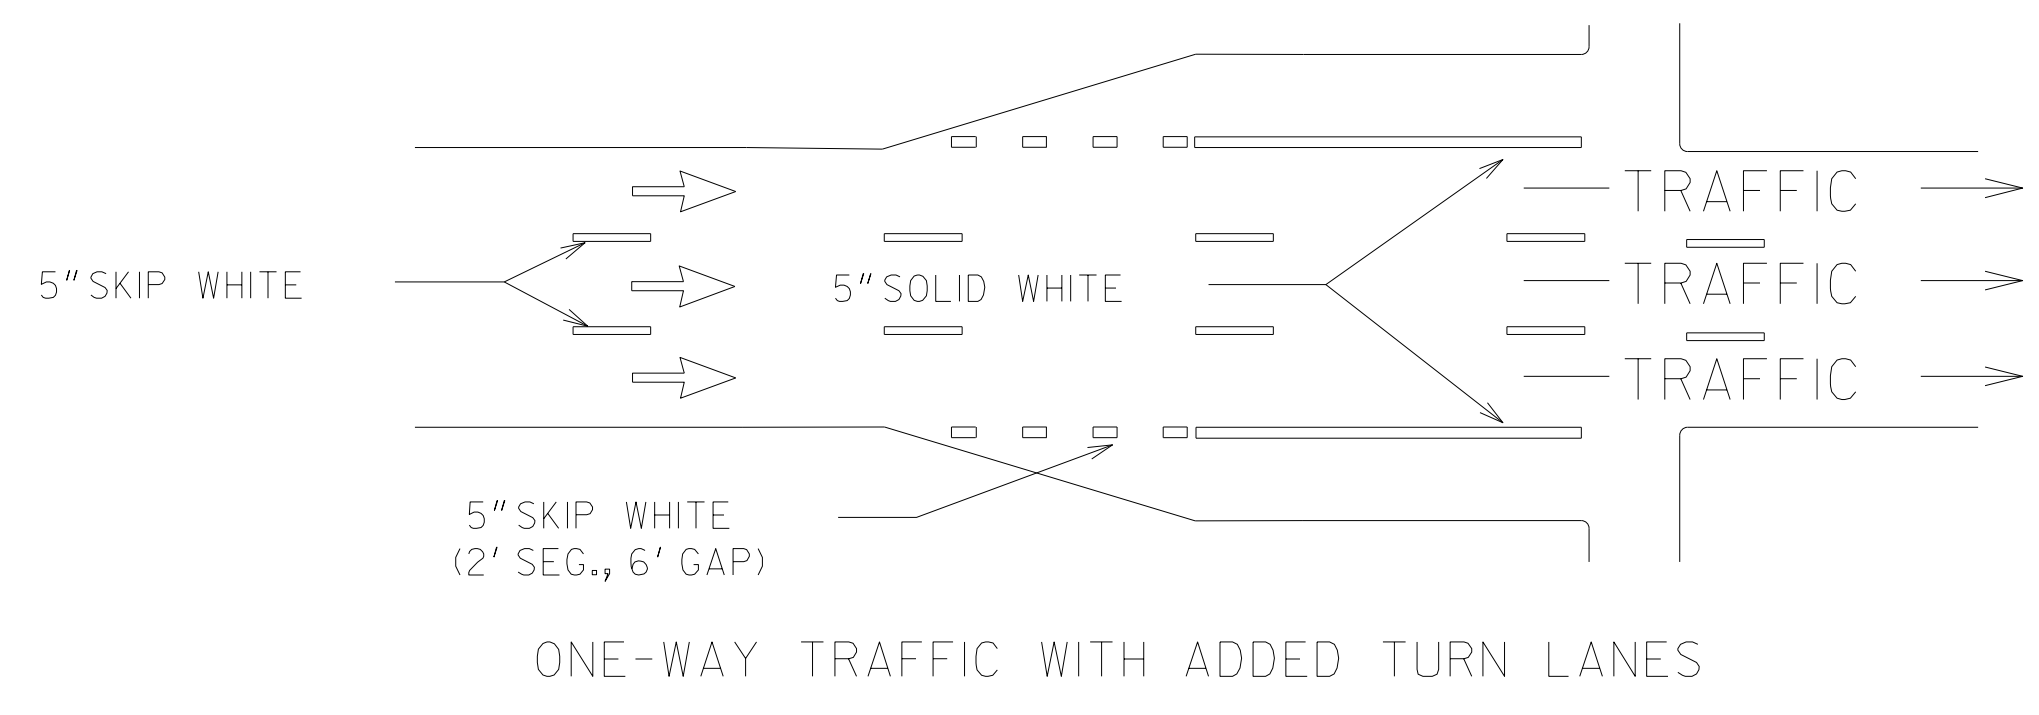 TRAFFIC
5" SKIP WHITE
5" SOLID WHITE
TRAFFIC
TRAFFIC
5" SKIP WHITE
(2' SEG., 6' GAP)
ONE-WAY TRAFFIC WITH ADDED TURN LANES